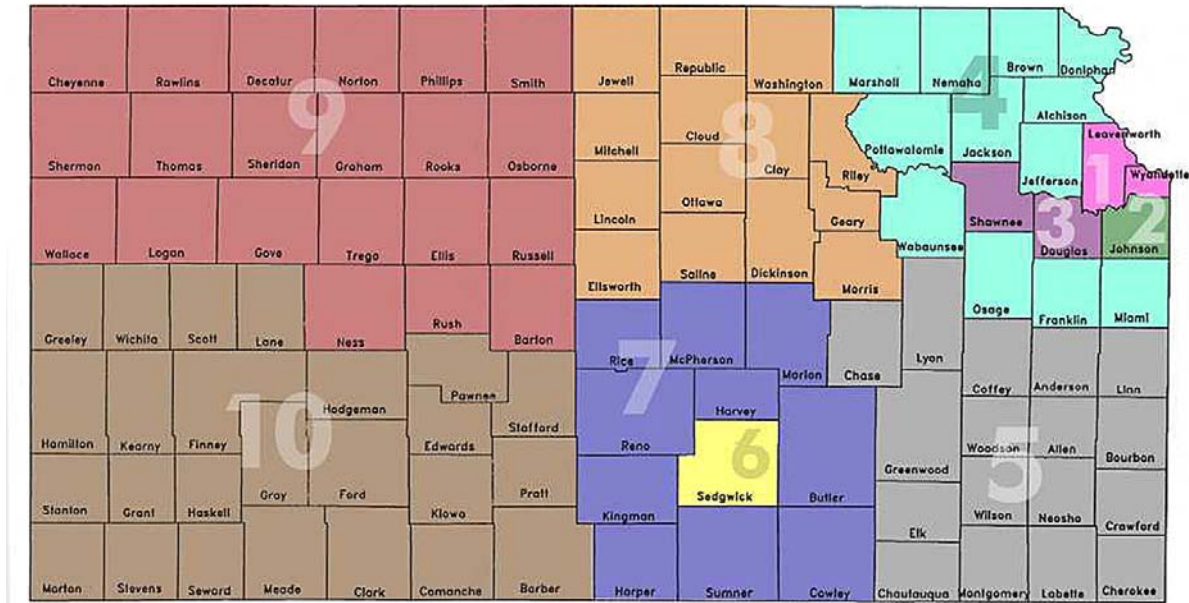 Cheyenne Rawlins Decatur Norton Phillips Smith Jewell Republic Washington Marshall Nemaha Brown Doniphan
9 8 4
Sherman Thomas Sheridan Graham Rooks Osborne Mitchell Cloud Clay Riley Pottawatomie Jackson Atchison Jefferson Leavenworth Wyandotte
1
Wallace Logan Gove Trego Ellis Russell Lincoln Ottawa Geary Wabaunsee Shawnee Douglas Johnson
3 2
Greeley Wichita Scott Lane Ness Rush Barton Ellsworth Saline Dickinson Morris Lyon Osage Franklin Miami
Rice McPherson Marion Chase Coffey Anderson Linn
10 7
Hamilton Kearny Finney Hodgeman Pawnee Edwards Stafford Reno Harvey Greenwood Woodson Allen Bourbon
6 5
Stanton Grant Haskell Gray Ford Kiowa Pratt Kingman Sedgwick Butler Elk Wilson Neosho Crawford
Morton Stevens Seward Meade Clark Comanche Barber Harper Sumner Cowley Chautauqua Montgomery Labette Cherokee